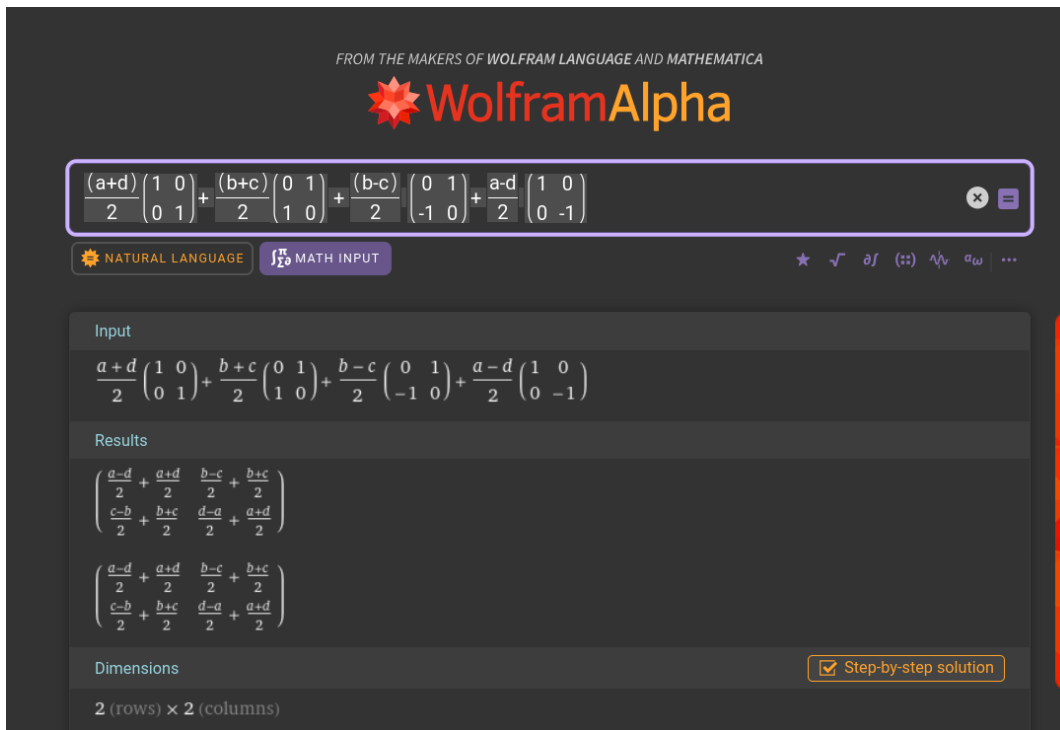 FROM THE MAKERS OF WOLFRAM LANGUAGE AND MATHEMATICA
WolframAlpha
(a+d)/2 (1 0; 0 1) + (b+c)/2 (0 1; 1 0) + (b-c)/2 (0 1; -1 0) + a-d/2 (1 0; 0 -1)
NATURAL LANGUAGE
∫Σ∂π MATH INPUT
√ ∂∫ (::) αω ···
Input
a + d/2 (1 0; 0 1) + b + c/2 (0 1; 1 0) + b − c/2 (0 1; −1 0) + a − d/2 (1 0; 0 −1)
Results
(a−d/2 + a+d/2 b−c/2 + b+c/2
c−b/2 + b+c/2 d−a/2 + a+d/2)
(a−d/2 + a+d/2 b−c/2 + b+c/2
c−b/2 + b+c/2 d−a/2 + a+d/2)
Dimensions
Step-by-step solution
2 (rows) × 2 (columns)